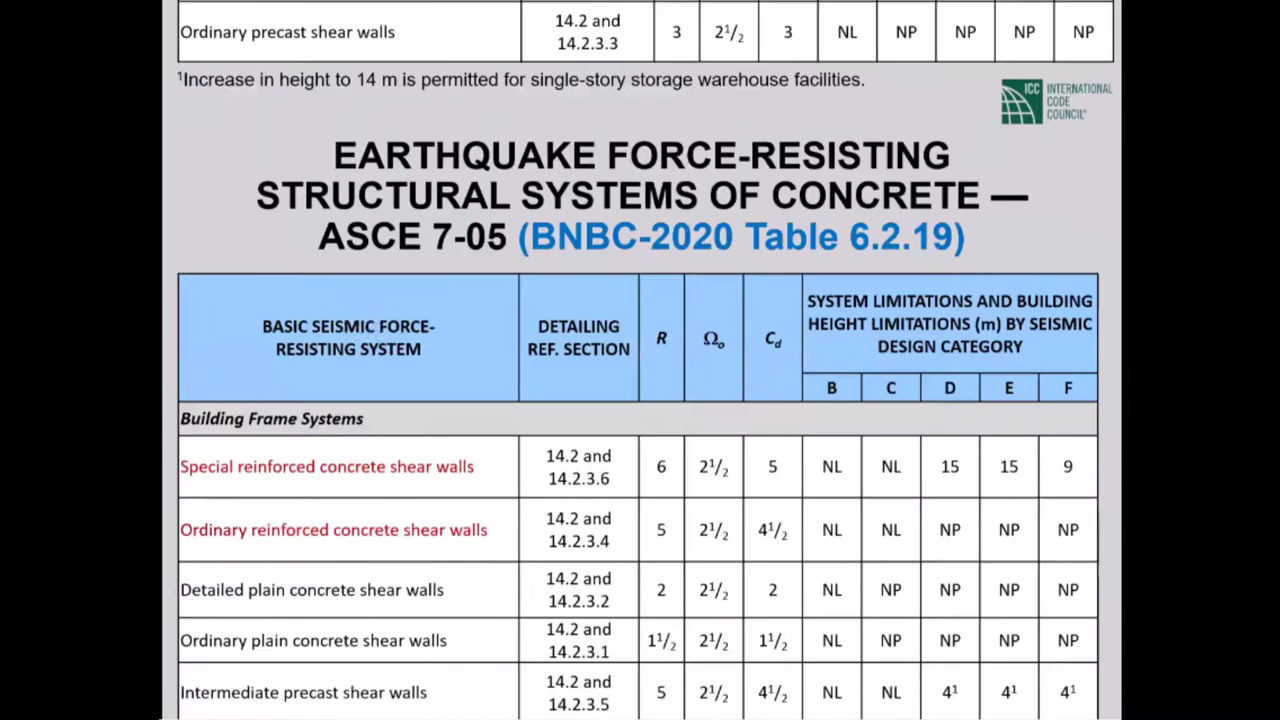 Ordinary precast shear walls 14.2 and 14.2.3.3 3 2¹/₂ 3 NL NP NP NP NP
¹Increase in height to 14 m is permitted for single-story storage warehouse facilities.
ICC INTERNATIONAL
CODE
COUNCIL®
EARTHQUAKE FORCE-RESISTING
STRUCTURAL SYSTEMS OF CONCRETE —
ASCE 7-05 (BNBC-2020 Table 6.2.19)
BASIC SEISMIC FORCE-
RESISTING SYSTEM
DETAILING
REF. SECTION
R
Ωₒ
C_d
SYSTEM LIMITATIONS AND BUILDING
HEIGHT LIMITATIONS (m) BY SEISMIC
DESIGN CATEGORY
B C D E F
Building Frame Systems
Special reinforced concrete shear walls 14.2 and 14.2.3.6 6 2¹/₂ 5 NL NL 15 15 9
Ordinary reinforced concrete shear walls 14.2 and 14.2.3.4 5 2¹/₂ 4¹/₂ NL NL NP NP NP
Detailed plain concrete shear walls 14.2 and 14.2.3.2 2 2¹/₂ 2 NL NP NP NP NP
Ordinary plain concrete shear walls 14.2 and 14.2.3.1 1¹/₂ 2¹/₂ 1¹/₂ NL NP NP NP NP
Intermediate precast shear walls 14.2 and 14.2.3.5 5 2¹/₂ 4¹/₂ NL NL 4¹ 4¹ 4¹